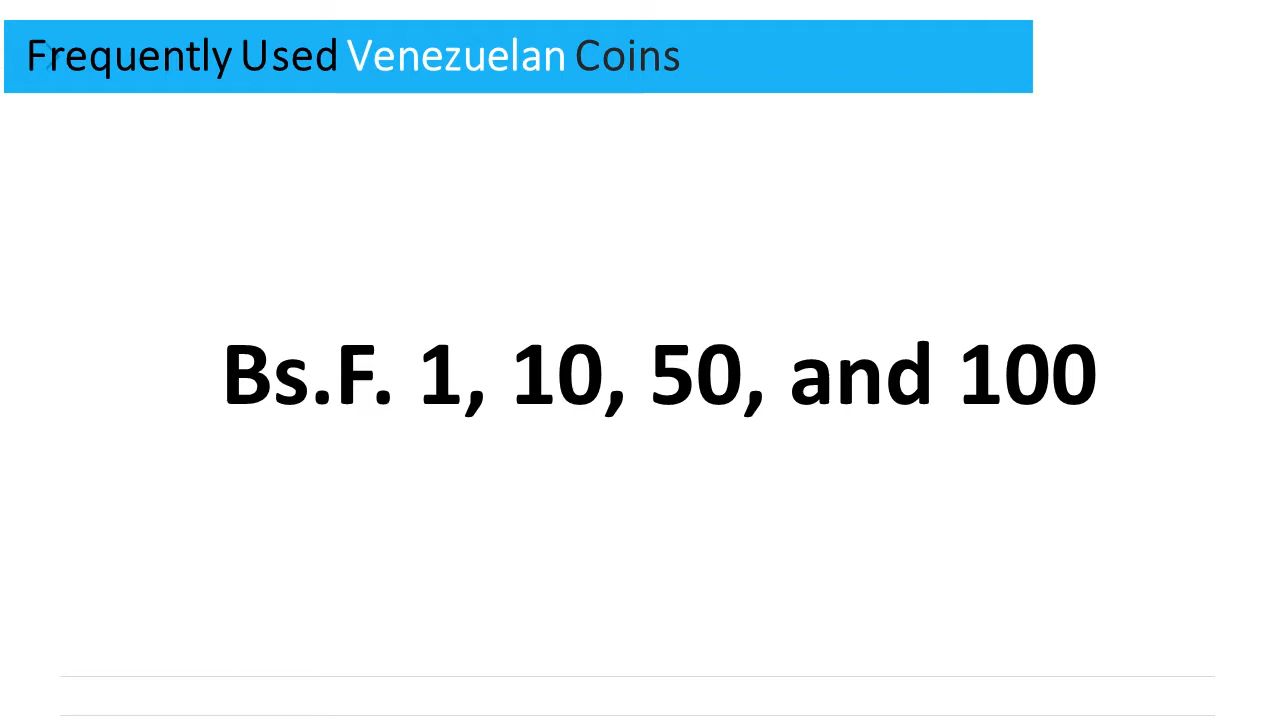 Frequently Used Venezuelan Coins
Bs.F. 1, 10, 50, and 100